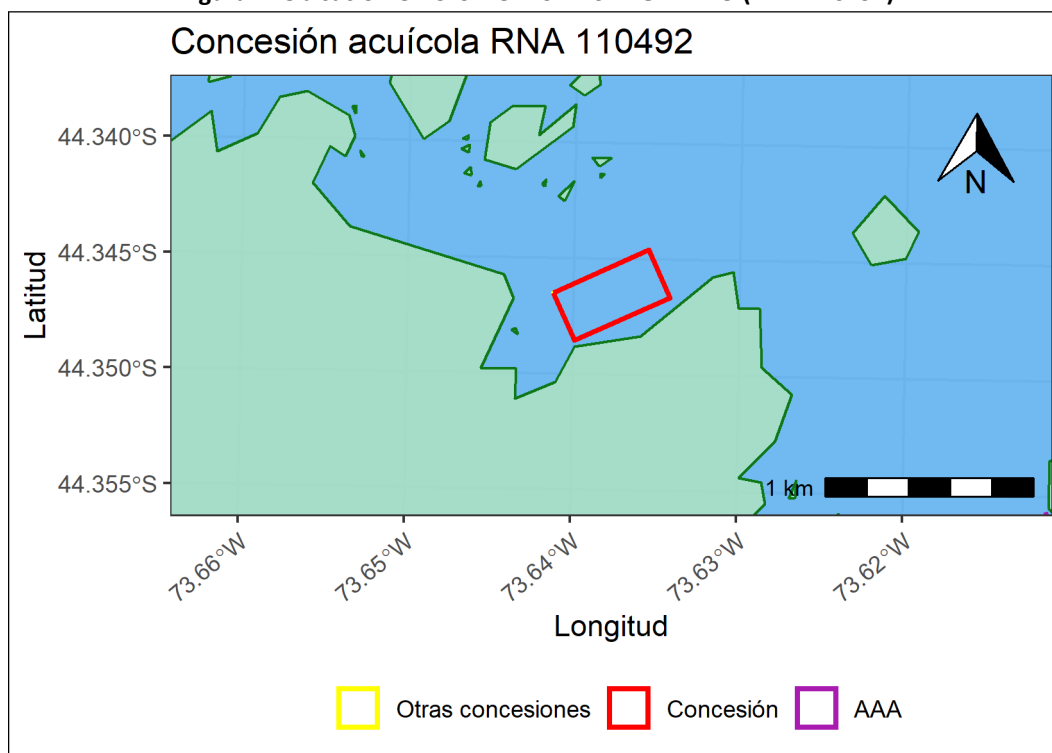 Concesión acuícola RNA 110492
44.340°S
44.345°S
44.350°S
44.355°S
Latitud
N
1 km
73.66°W
73.65°W
73.64°W
73.63°W
73.62°W
Longitud
Otras concesiones
Concesión
AAA